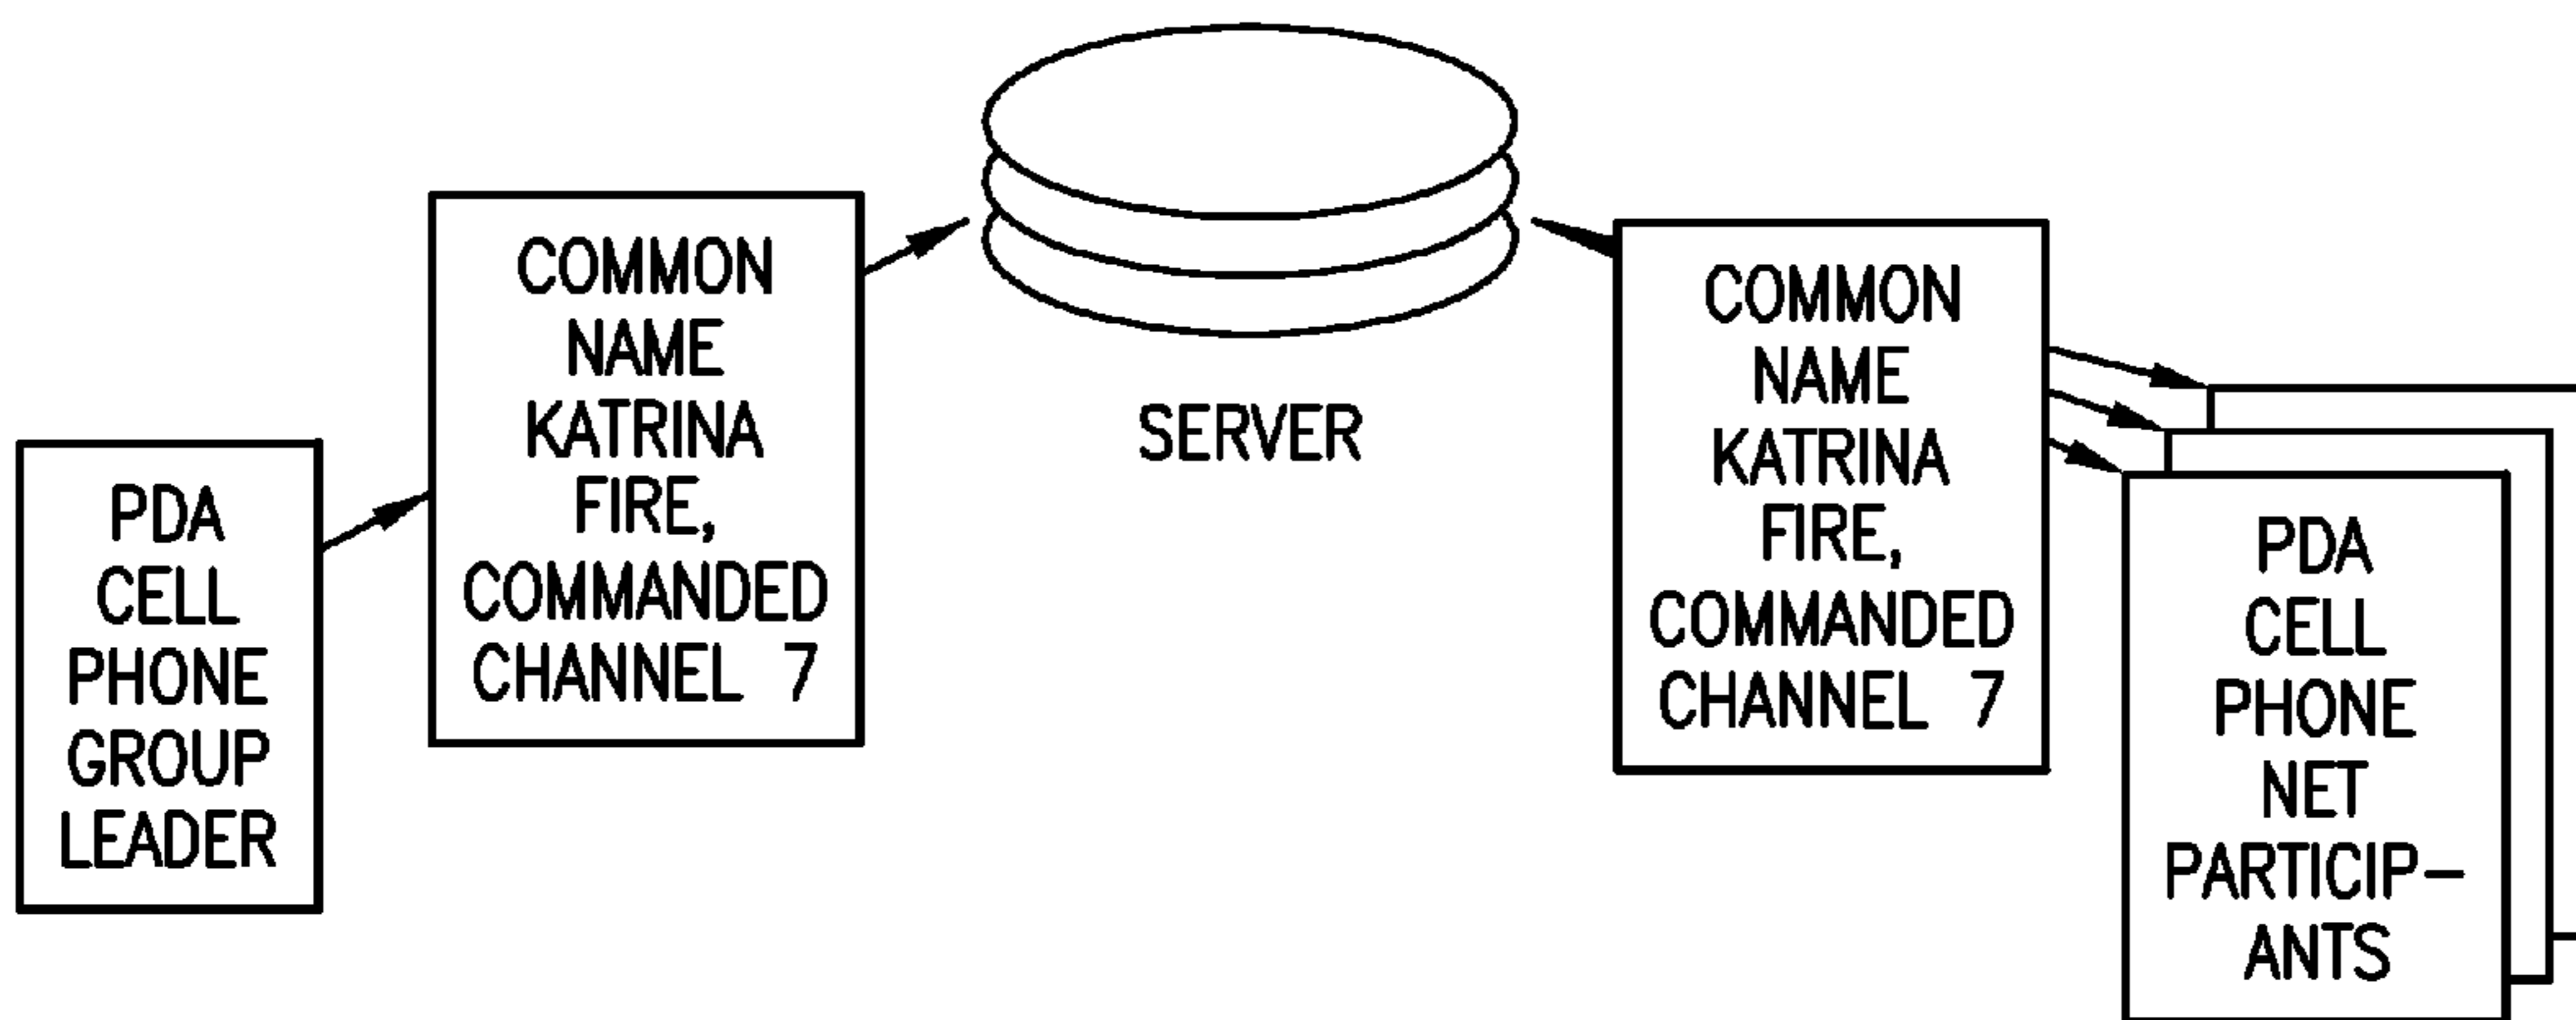 PDA
CELL
PHONE
GROUP
LEADER
COMMON
NAME
KATRINA
FIRE,
COMMANDED
CHANNEL 7
SERVER
COMMON
NAME
KATRINA
FIRE,
COMMANDED
CHANNEL 7
PDA
CELL
PHONE
NET
PARTICIP-
ANTS